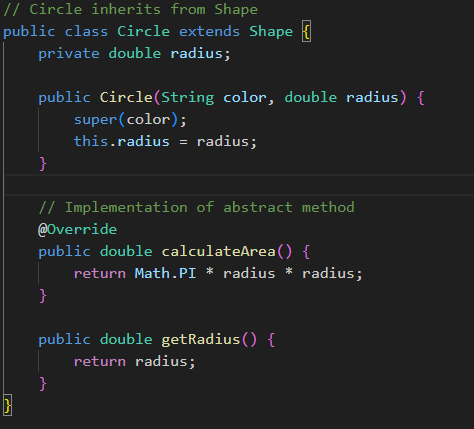 // Circle inherits from Shape
public class Circle extends Shape {
    private double radius;

    public Circle(String color, double radius) {
        super(color);
        this.radius = radius;
    }

    // Implementation of abstract method
    @Override
    public double calculateArea() {
        return Math.PI * radius * radius;
    }

    public double getRadius() {
        return radius;
    }
}